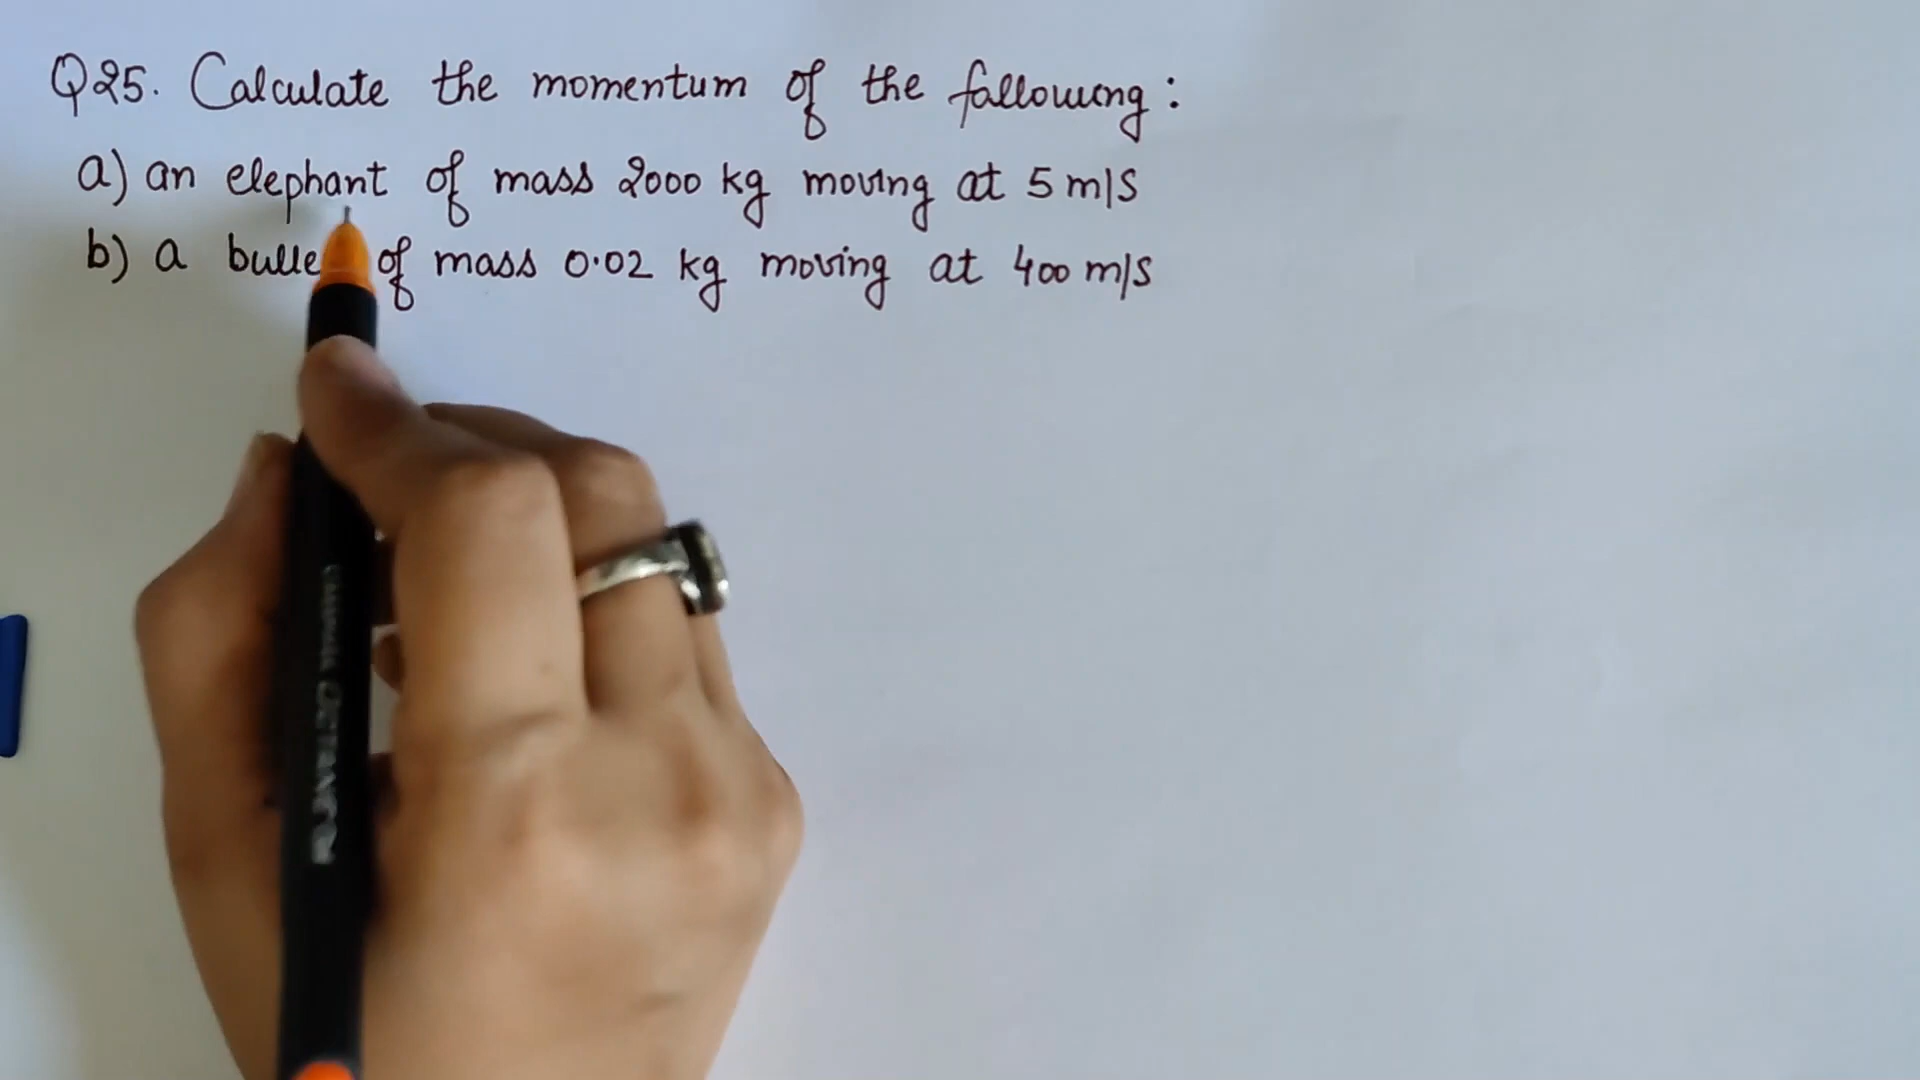 Q25. Calculate the momentum of the following:
a) an elephant of mass 2000 kg moving at 5 m/s
b) a bulle of mass 0.02 kg moving at 400 m/s